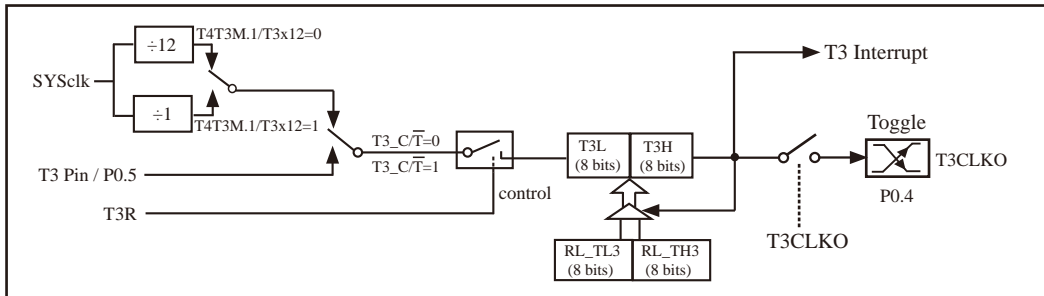 T4T3M.1/T3x12=0
÷12
SYSclk
÷1
T4T3M.1/T3x12=1
T3 Interrupt
Toggle
T3_C/T̅=0
T3_C/T̅=1
T3L
(8 bits)
T3H
(8 bits)
T3CLKO
P0.4
T3 Pin / P0.5
control
T3R
T3CLKO
RL_TL3
(8 bits)
RL_TH3
(8 bits)